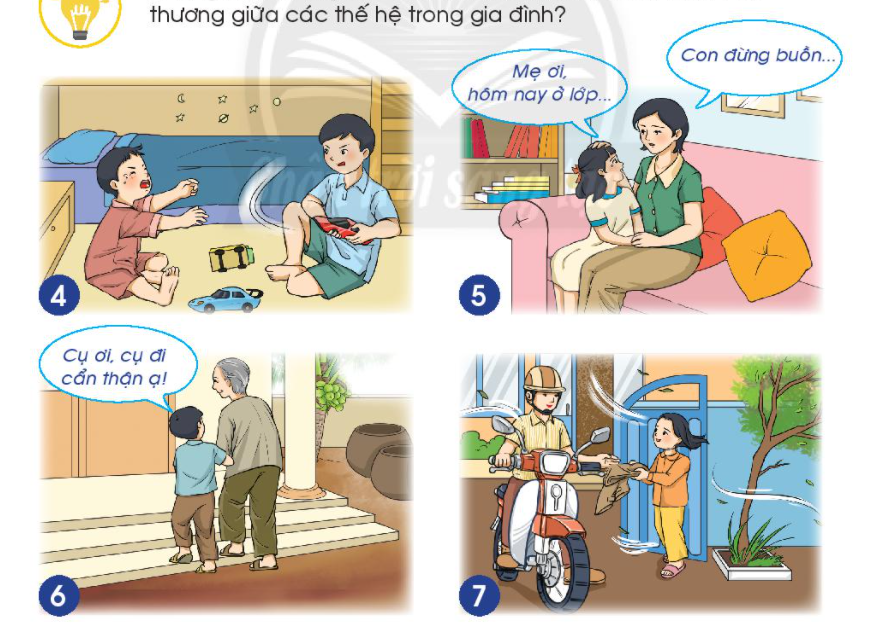 thương giữa các thế hệ trong gia đình?
Mẹ ơi,
hôm nay ở lớp...
Con đừng buồn...
4
5
Cụ ơi, cụ đi
cẩn thận ạ!
6
7